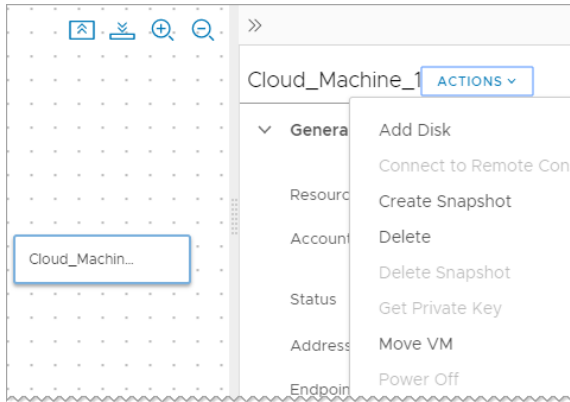 Cloud_Machine_1 ACTIONS
General
Add Disk
Connect to Remote Con
Resourc
Create Snapshot
Account
Delete
Cloud_Machin...
Delete Snapshot
Status
Get Private Key
Address
Move VM
Endpoin
Power Off